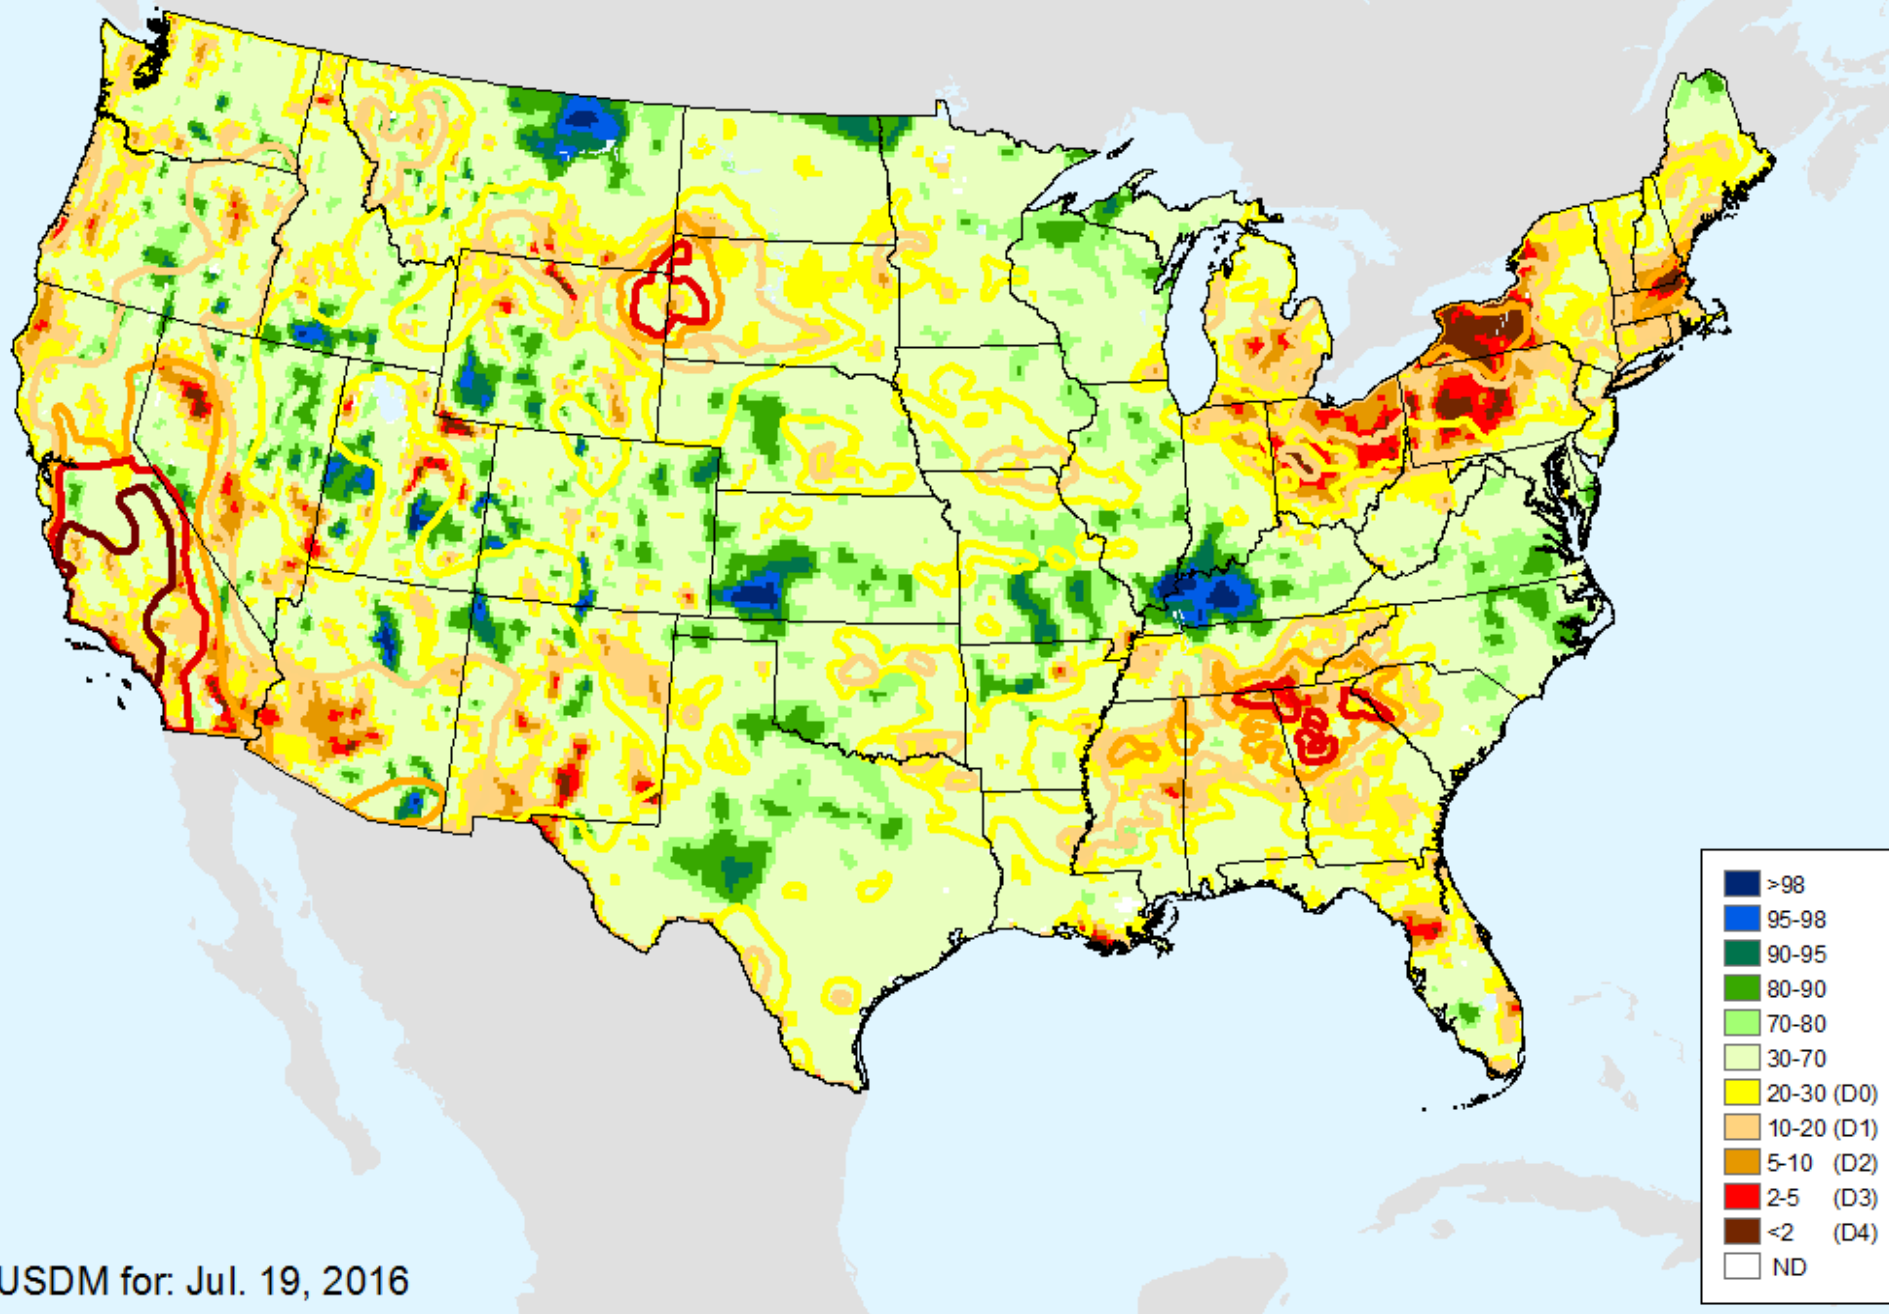 >98
95-98
90-95
80-90
70-80
30-70
20-30 (D0)
10-20 (D1)
5-10 (D2)
2-5 (D3)
<2 (D4)
ND
USDM for: Jul. 19, 2016